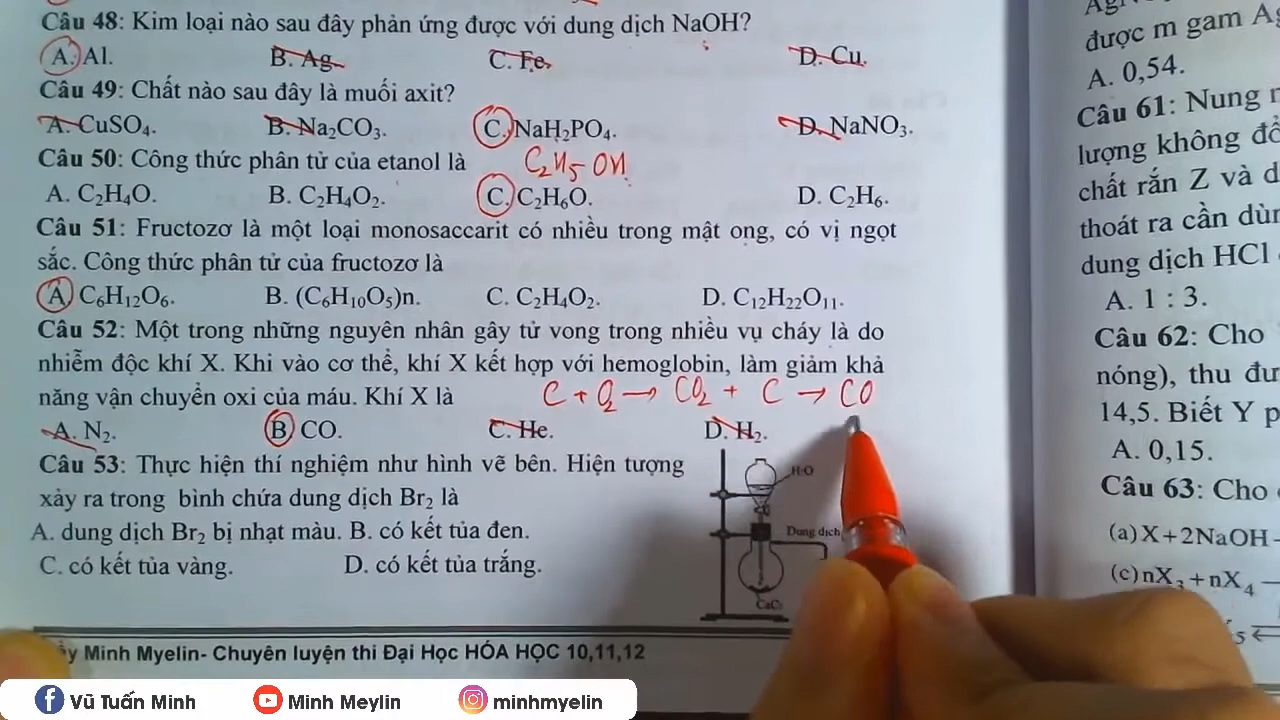 Câu 48: Kim loại nào sau đây phản ứng được với dung dịch NaOH?
A. Al. B. Ag. C. Fe. D. Cu.
Câu 49: Chất nào sau đây là muối axit?
A. CuSO₄. B. Na₂CO₃. C. NaH₂PO₄. D. NaNO₃.
Câu 50: Công thức phân tử của etanol là C₂H₅OH
A. C₂H₄O. B. C₂H₄O₂. C. C₂H₆O. D. C₂H₆.
Câu 51: Fructozơ là một loại monosaccarit có nhiều trong mật ong, có vị ngọt
sắc. Công thức phân tử của fructozơ là
A C₆H₁₂O₆. B. (C₆H₁₀O₅)n. C. C₂H₄O₂. D. C₁₂H₂₂O₁₁.
Câu 52: Một trong những nguyên nhân gây tử vong trong nhiều vụ cháy là do
nhiễm độc khí X. Khi vào cơ thể, khí X kết hợp với hemoglobin, làm giảm khả
năng vận chuyển oxi của máu. Khí X là C + O₂ → CO₂ + C → CO
A. N₂. B CO. C. He. D. H₂.
Câu 53: Thực hiện thí nghiệm như hình vẽ bên. Hiện tượng
xảy ra trong bình chứa dung dịch Br₂ là
A. dung dịch Br₂ bị nhạt màu. B. có kết tủa đen.
C. có kết tủa vàng. D. có kết tủa trắng.
H₂O
Dung dịch
CaC₂
Minh Myelin- Chuyên luyện thi Đại Học HÓA HỌC 10,11,12
được m gam
A. 0,54.
Câu 61: Nung
lượng không
chất rắn Z và
thoát ra cần
dung dịch HCl
A. 1 : 3.
Câu 62: Cho
nóng), thu
14,5. Biết Y
A. 0,15.
Câu 63: Cho
(a) X + 2NaOH
(c) nX₃ + nX₄
Vũ Tuấn Minh Minh Meylin minhmyelin